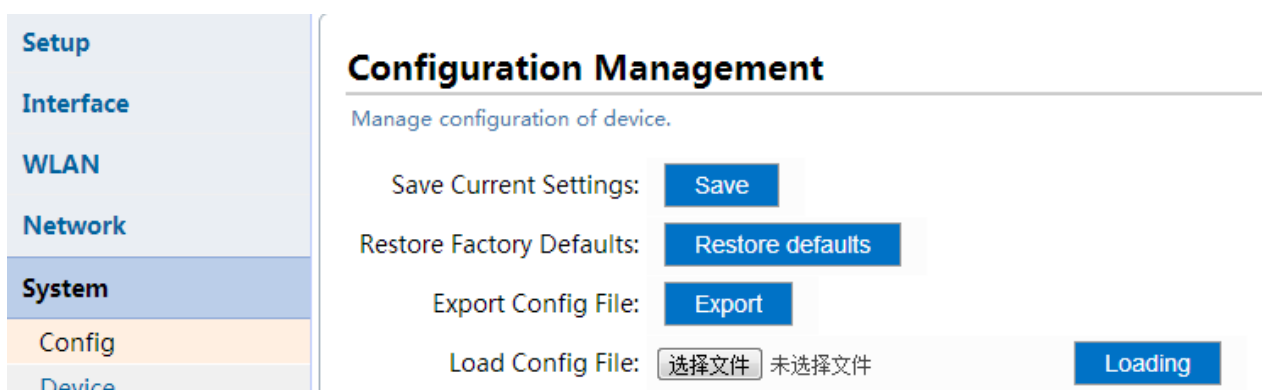 Setup
Interface
WLAN
Network
System
Config
Device
Configuration Management
Manage configuration of device.
Save Current Settings: Save
Restore Factory Defaults: Restore defaults
Export Config File: Export
Load Config File: 选择文件 未选择文件 Loading